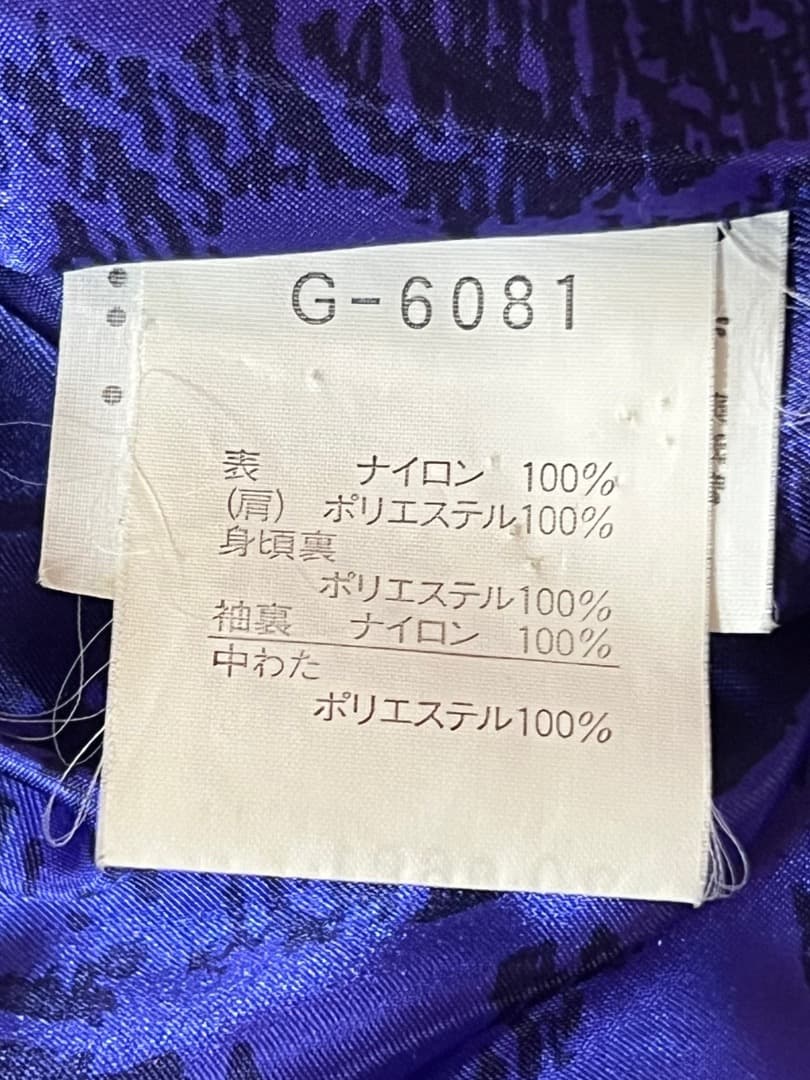 G-6081
表 ナイロン 100%
(肩) ポリエステル100%
身頃裏
ポリエステル100%
袖裏 ナイロン 100%
中わた
ポリエステル100%